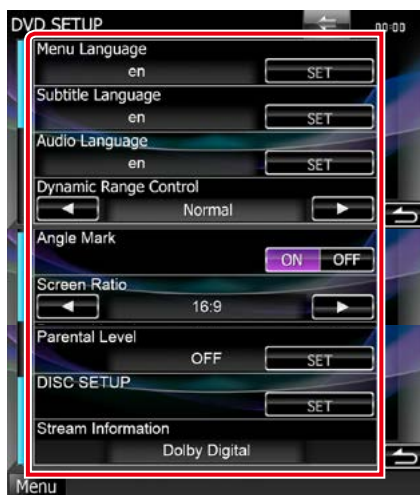 DVD SETUP 00:00
Menu Language
en SET
Subtitle Language
en SET
Audio Language
en SET
Dynamic Range Control
Normal
Angle Mark
ON OFF
Screen Ratio
16:9
Parental Level
OFF SET
DISC SETUP
SET
Stream Information
Dolby Digital
Menu